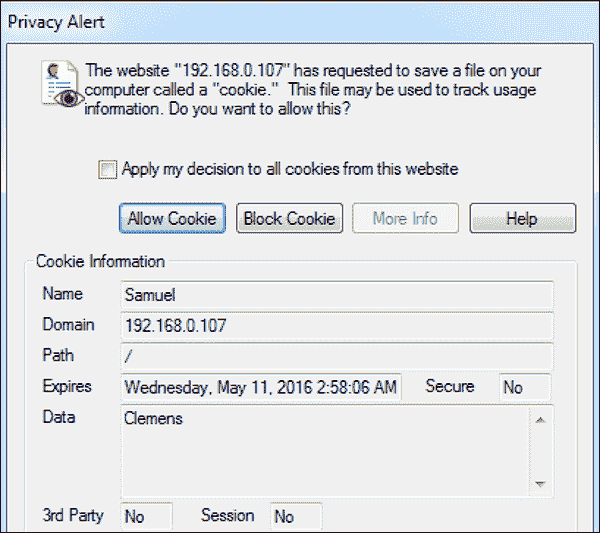 Privacy Alert
The website "192.168.0.107" has requested to save a file on your
computer called a "cookie." This file may be used to track usage
information. Do you want to allow this?
Apply my decision to all cookies from this website
Allow Cookie Block Cookie More Info Help
Cookie Information
Name Samuel
Domain 192.168.0.107
Path /
Expires Wednesday, May 11, 2016 2:58:06 AM Secure No
Data Clemens
3rd Party No Session No